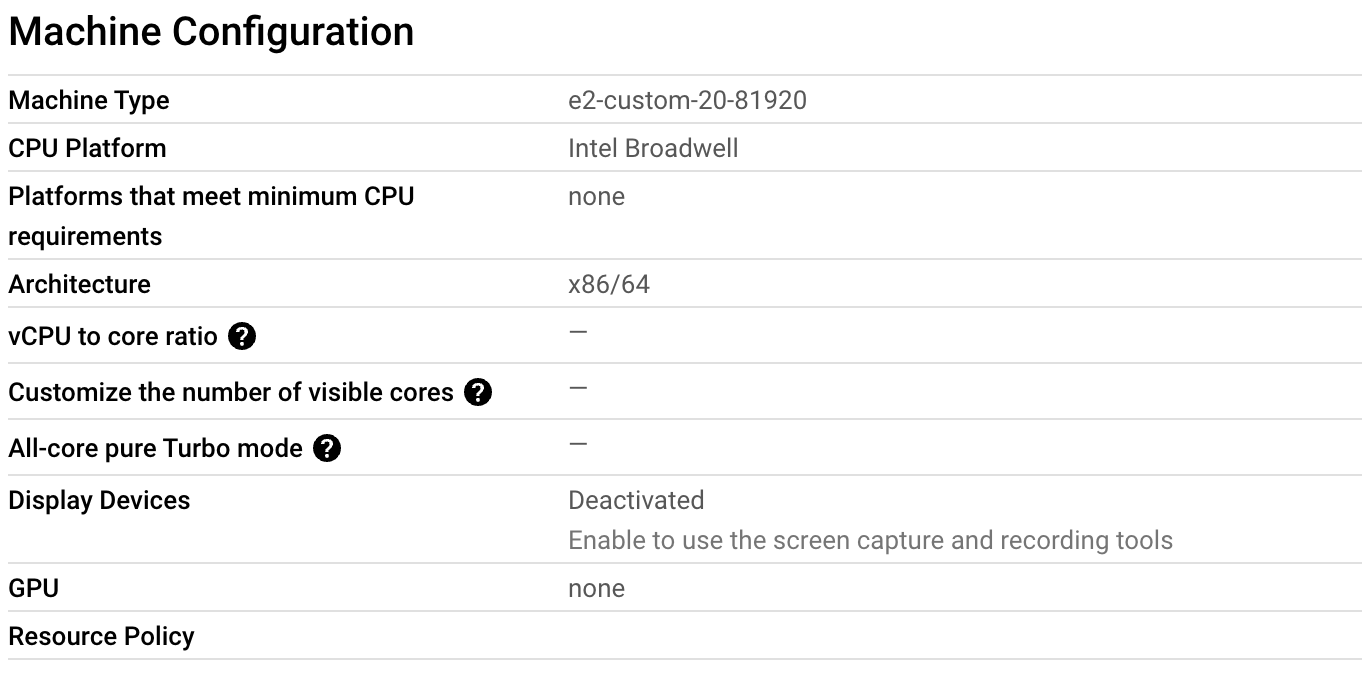 Machine Configuration
Machine Type e2-custom-20-81920
CPU Platform Intel Broadwell
Platforms that meet minimum CPU none
requirements
Architecture x86/64
vCPU to core ratio ? —
Customize the number of visible cores ? —
All-core pure Turbo mode ? —
Display Devices Deactivated
Enable to use the screen capture and recording tools
GPU none
Resource Policy